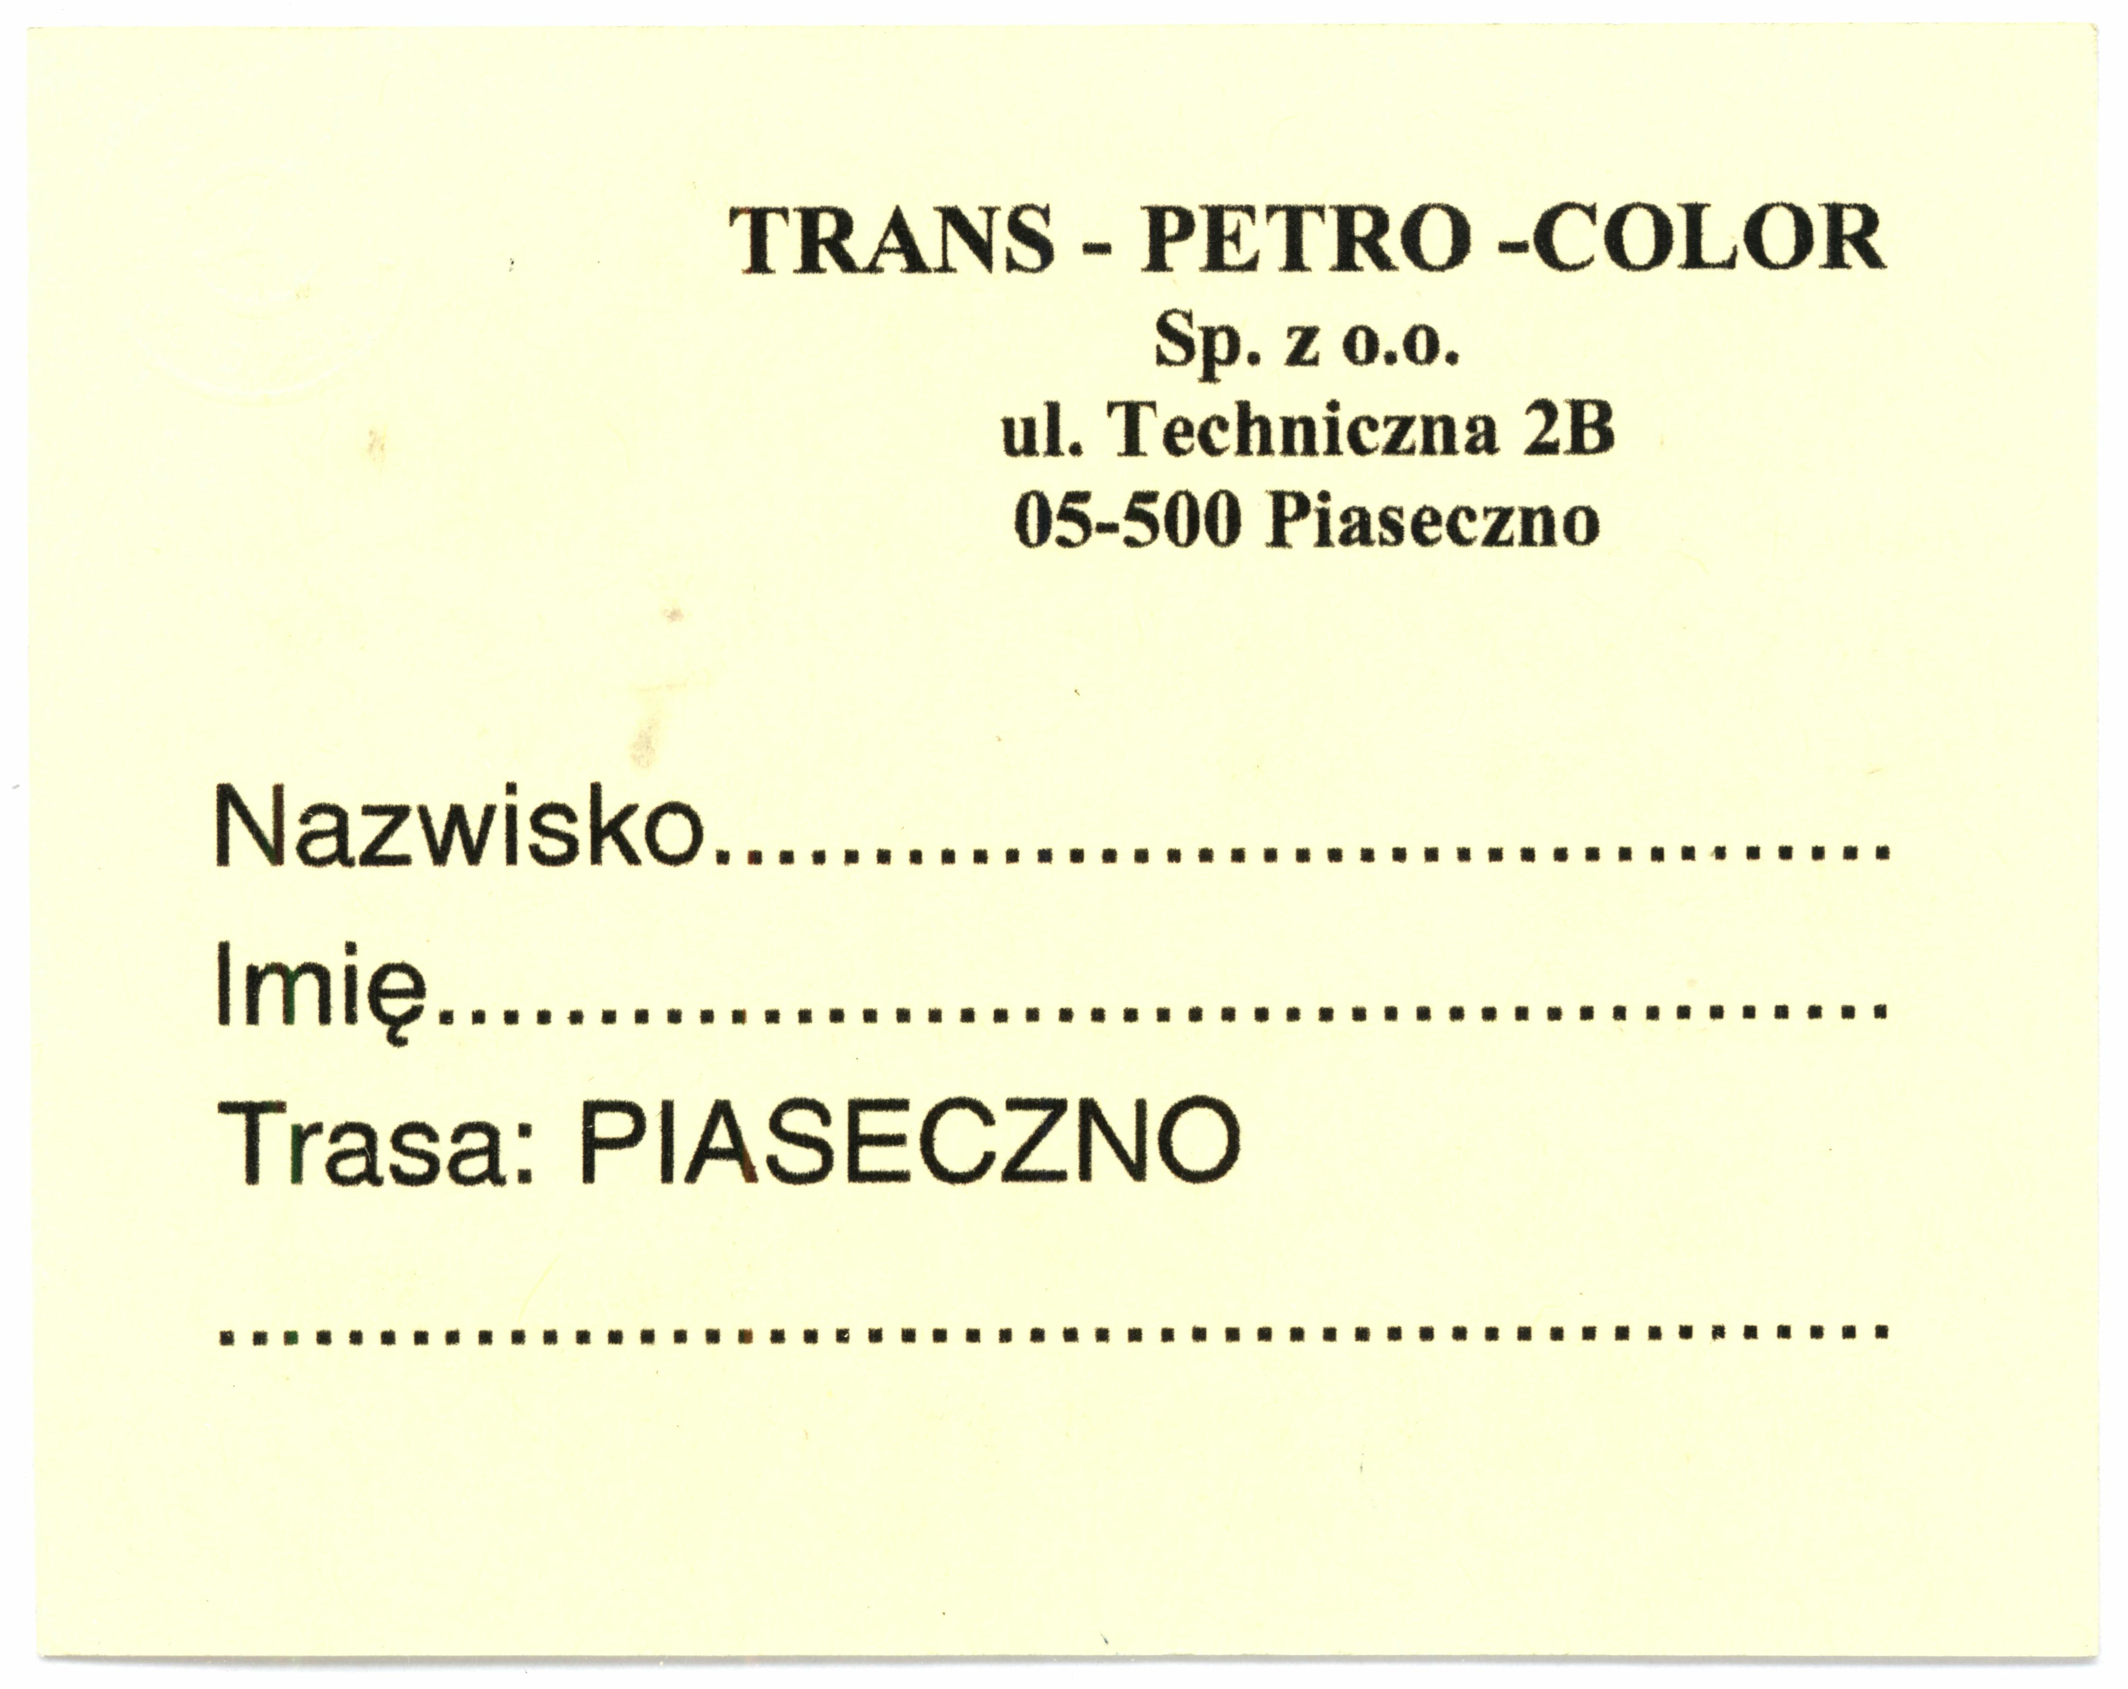 TRANS - PETRO -COLOR
Sp. z o.o.
ul. Techniczna 2B
05-500 Piaseczno
Nazwisko.....................................
Imię.............................................
Trasa: PIASECZNO
....................................................